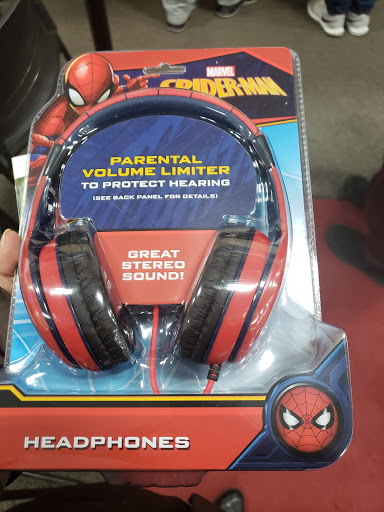 MARVEL
SPIDER-MAN
PARENTAL
VOLUME LIMITER
TO PROTECT HEARING
(SEE BACK PANEL FOR DETAILS)
GREAT
STEREO
SOUND!
HEADPHONES